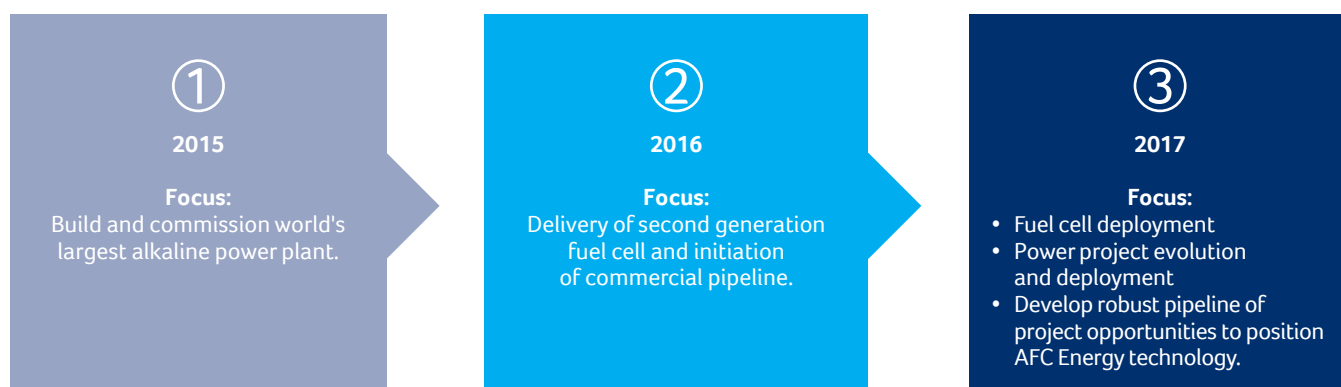 ①
2015
Focus:
Build and commission world's
largest alkaline power plant.
②
2016
Focus:
Delivery of second generation
fuel cell and initiation
of commercial pipeline.
③
2017
Focus:
• Fuel cell deployment
• Power project evolution
and deployment
• Develop robust pipeline of
project opportunities to position
AFC Energy technology.